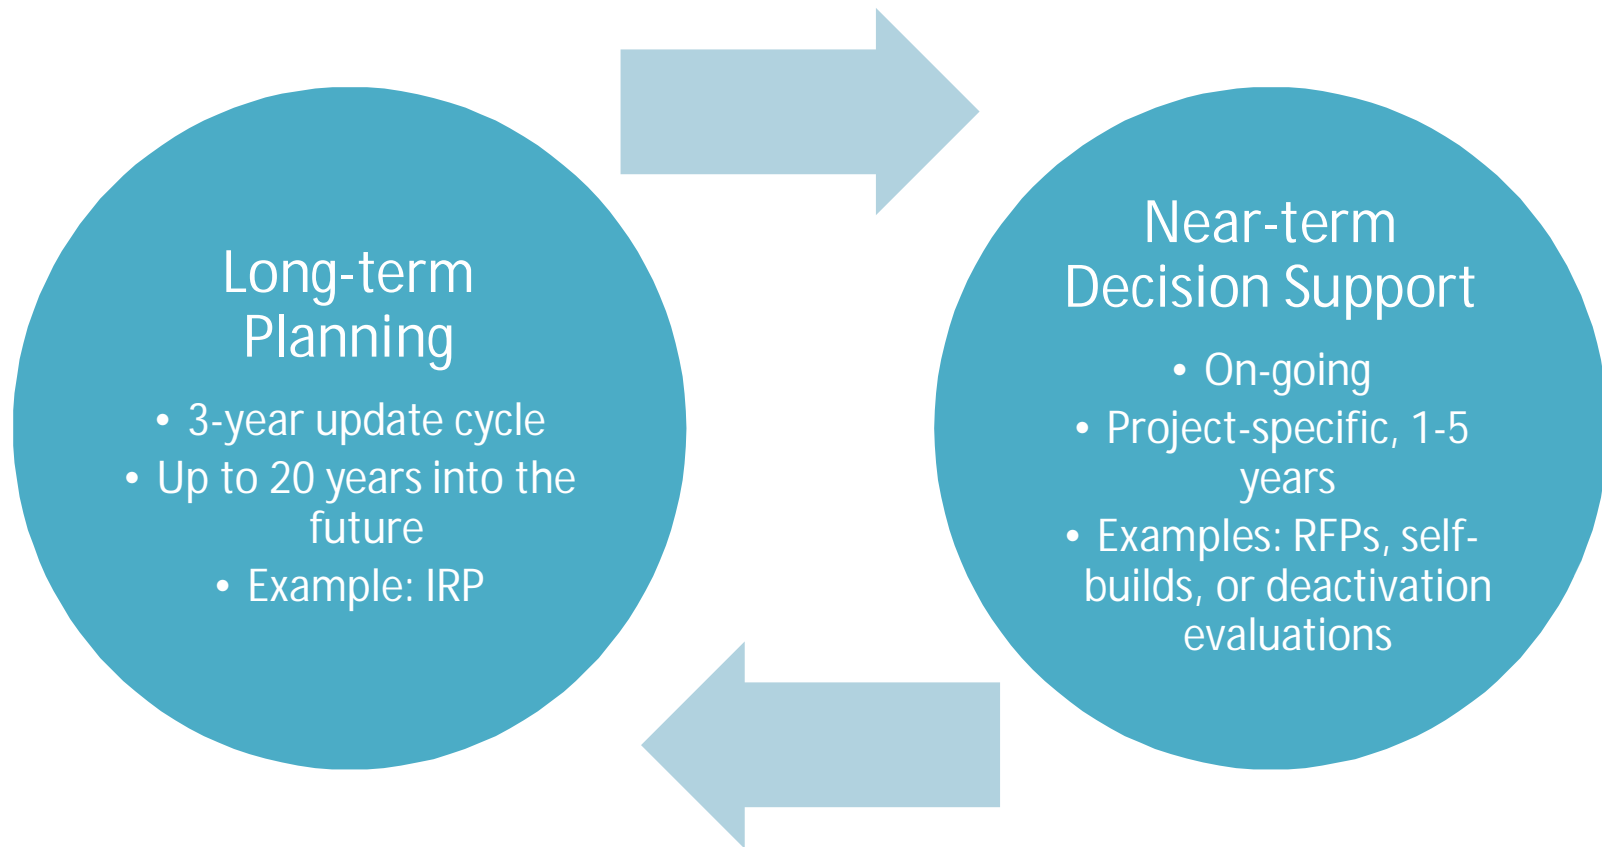 Long-term
Planning
• 3-year update cycle
• Up to 20 years into the
future
• Example: IRP
Near-term
Decision Support
• On-going
• Project-specific, 1-5
years
• Examples: RFPs, self-
builds, or deactivation
evaluations